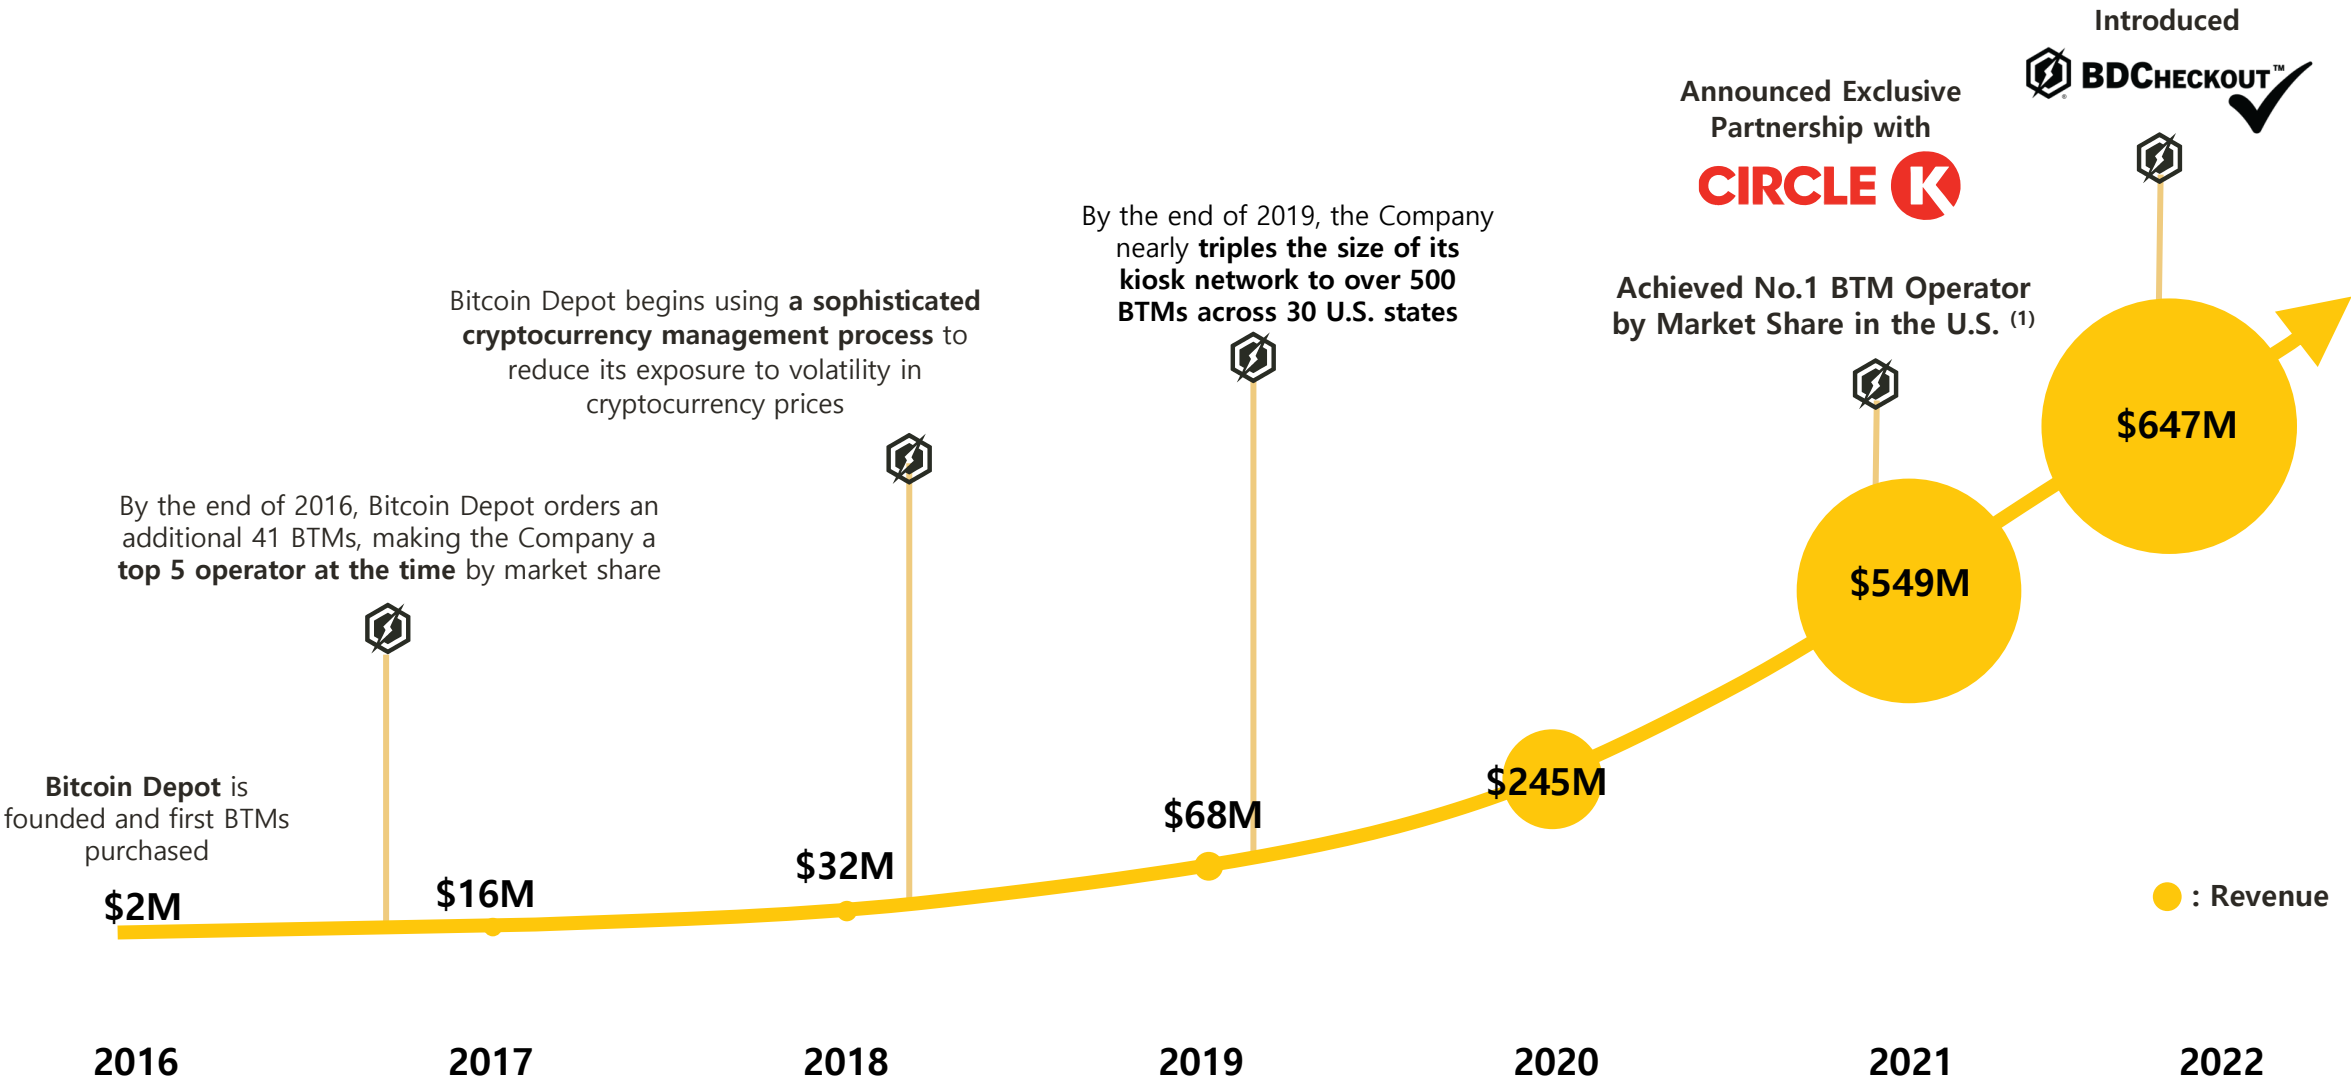 Introduced
BDCHECKOUT™
Announced Exclusive
Partnership with
CIRCLE K
Achieved No.1 BTM Operator
by Market Share in the U.S. (1)
By the end of 2019, the Company
nearly triples the size of its
kiosk network to over 500
BTMs across 30 U.S. states
Bitcoin Depot begins using a sophisticated
cryptocurrency management process to
reduce its exposure to volatility in
cryptocurrency prices
By the end of 2016, Bitcoin Depot orders an
additional 41 BTMs, making the Company a
top 5 operator at the time by market share
Bitcoin Depot is
founded and first BTMs
purchased
$2M
$16M
$32M
$68M
$245M
$549M
$647M
: Revenue
2016
2017
2018
2019
2020
2021
2022